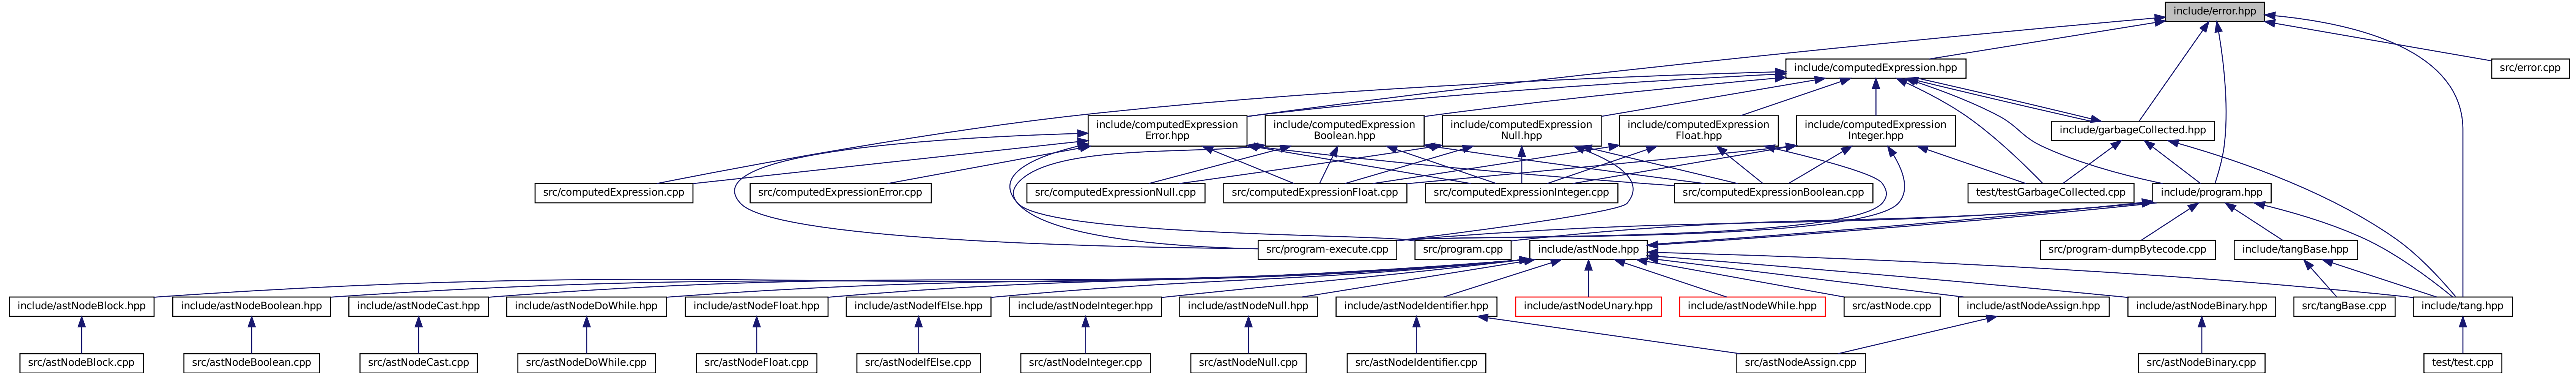 include/error.hpp
include/computedExpression.hpp
src/error.cpp
include/computedExpression
Error.hpp
include/computedExpression
Boolean.hpp
include/computedExpression
Null.hpp
include/computedExpression
Float.hpp
include/computedExpression
Integer.hpp
include/garbageCollected.hpp
src/computedExpression.cpp
src/computedExpressionError.cpp
src/computedExpressionNull.cpp
src/computedExpressionFloat.cpp
src/computedExpressionInteger.cpp
src/computedExpressionBoolean.cpp
test/testGarbageCollected.cpp
include/program.hpp
src/program-execute.cpp
src/program.cpp
include/astNode.hpp
src/program-dumpBytecode.cpp
include/tangBase.hpp
include/astNodeBlock.hpp
include/astNodeBoolean.hpp
include/astNodeCast.hpp
include/astNodeDoWhile.hpp
include/astNodeFloat.hpp
include/astNodeIfElse.hpp
include/astNodeInteger.hpp
include/astNodeNull.hpp
include/astNodeIdentifier.hpp
include/astNodeUnary.hpp
include/astNodeWhile.hpp
src/astNode.cpp
include/astNodeAssign.hpp
include/astNodeBinary.hpp
src/tangBase.cpp
include/tang.hpp
src/astNodeBlock.cpp
src/astNodeBoolean.cpp
src/astNodeCast.cpp
src/astNodeDoWhile.cpp
src/astNodeFloat.cpp
src/astNodeIfElse.cpp
src/astNodeInteger.cpp
src/astNodeNull.cpp
src/astNodeIdentifier.cpp
src/astNodeAssign.cpp
src/astNodeBinary.cpp
test/test.cpp